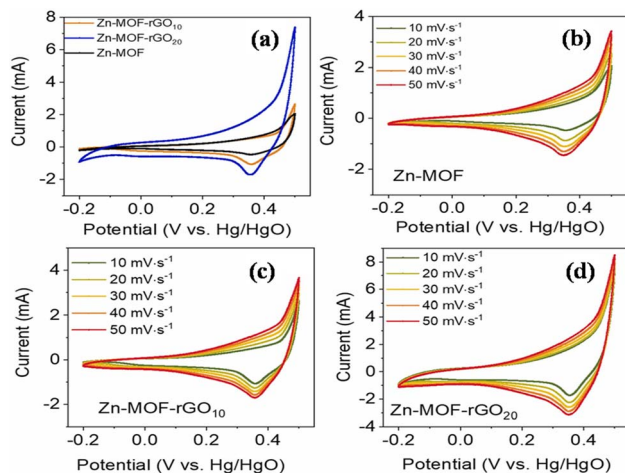 (a)
Zn-MOF-rGO₁₀
Zn-MOF-rGO₂₀
Zn-MOF
8
6
4
2
0
-2
Current (mA)
-0.2
0.0
0.2
0.4
Potential (V vs. Hg/HgO)
(b)
10 mV·s⁻¹
20 mV·s⁻¹
30 mV·s⁻¹
40 mV·s⁻¹
50 mV·s⁻¹
4
2
0
-2
Current (mA)
Zn-MOF
-0.2
0.0
0.2
0.4
Potential (V vs. Hg/HgO)
(c)
10 mV·s⁻¹
20 mV·s⁻¹
30 mV·s⁻¹
40 mV·s⁻¹
50 mV·s⁻¹
4
2
0
-2
Current (mA)
Zn-MOF-rGO₁₀
-0.2
0.0
0.2
0.4
Potential (V vs. Hg/HgO)
(d)
10 mV·s⁻¹
20 mV·s⁻¹
30 mV·s⁻¹
40 mV·s⁻¹
50 mV·s⁻¹
8
6
4
2
0
-2
-4
Current (mA)
Zn-MOF-rGO₂₀
-0.2
0.0
0.2
0.4
Potential (V vs. Hg/HgO)